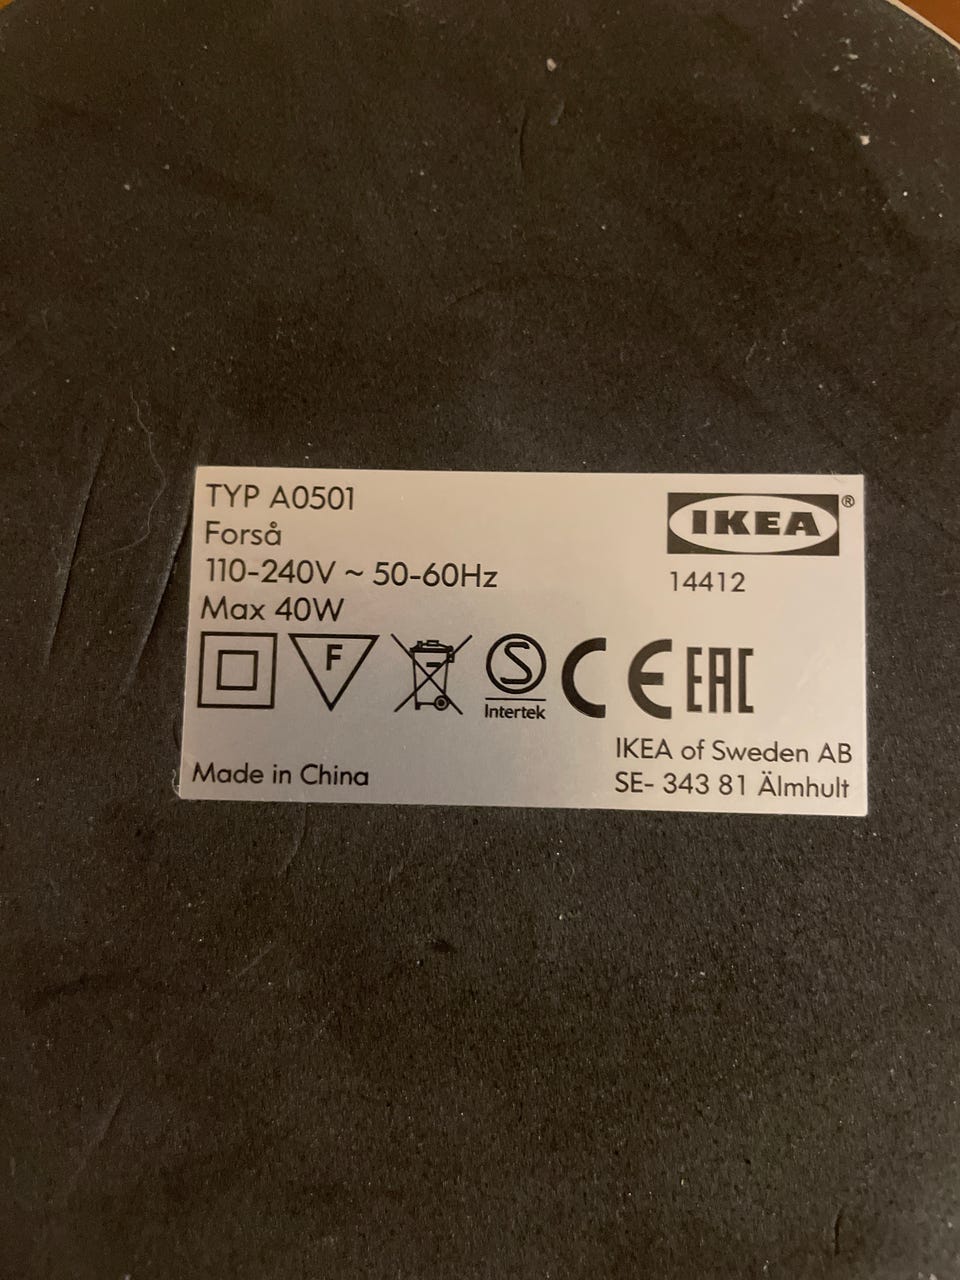 TYP A0501
Forså
110-240V ~ 50-60Hz
Max 40W
IKEA®
14412
F
S
Intertek
CE
EAC
Made in China
IKEA of Sweden AB
SE- 343 81 Älmhult